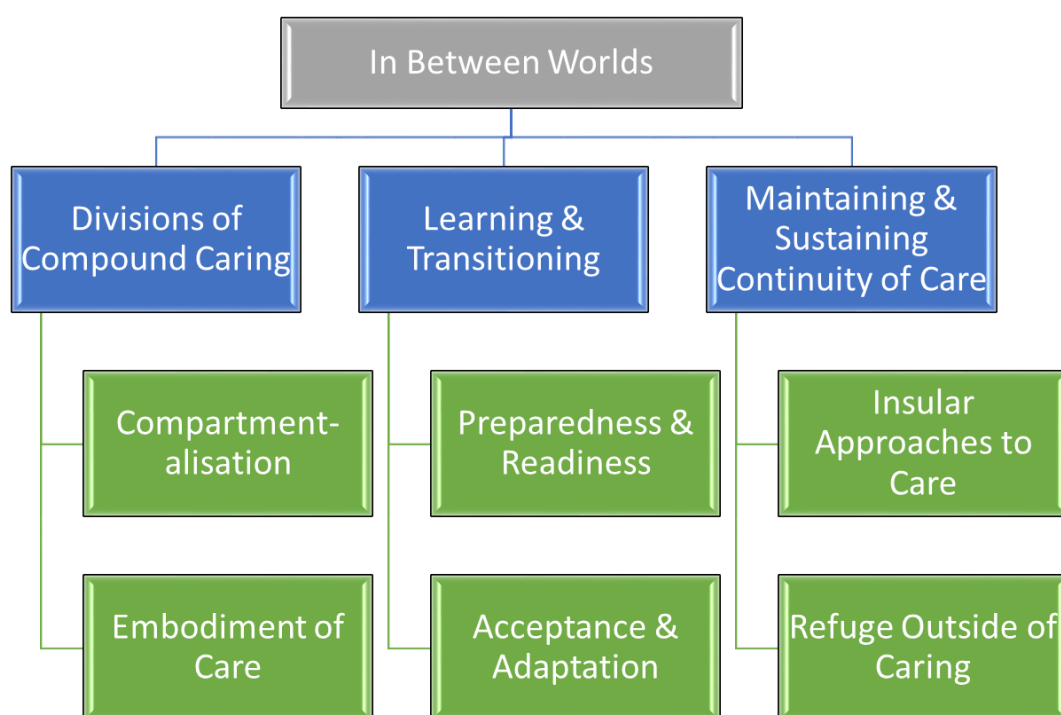 In Between Worlds
Divisions of
Compound Caring
Learning &
Transitioning
Maintaining &
Sustaining
Continuity of Care
Compartment-
alisation
Preparedness &
Readiness
Insular
Approaches to
Care
Embodiment of
Care
Acceptance &
Adaptation
Refuge Outside of
Caring